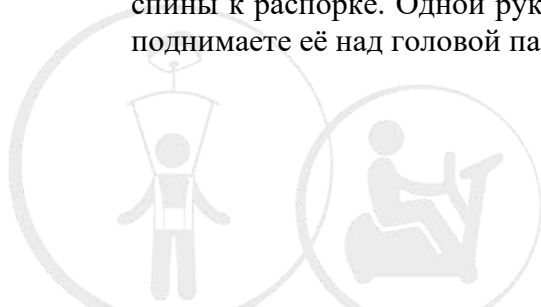 спины к распорке. Одной рук
поднимаете её над головой па